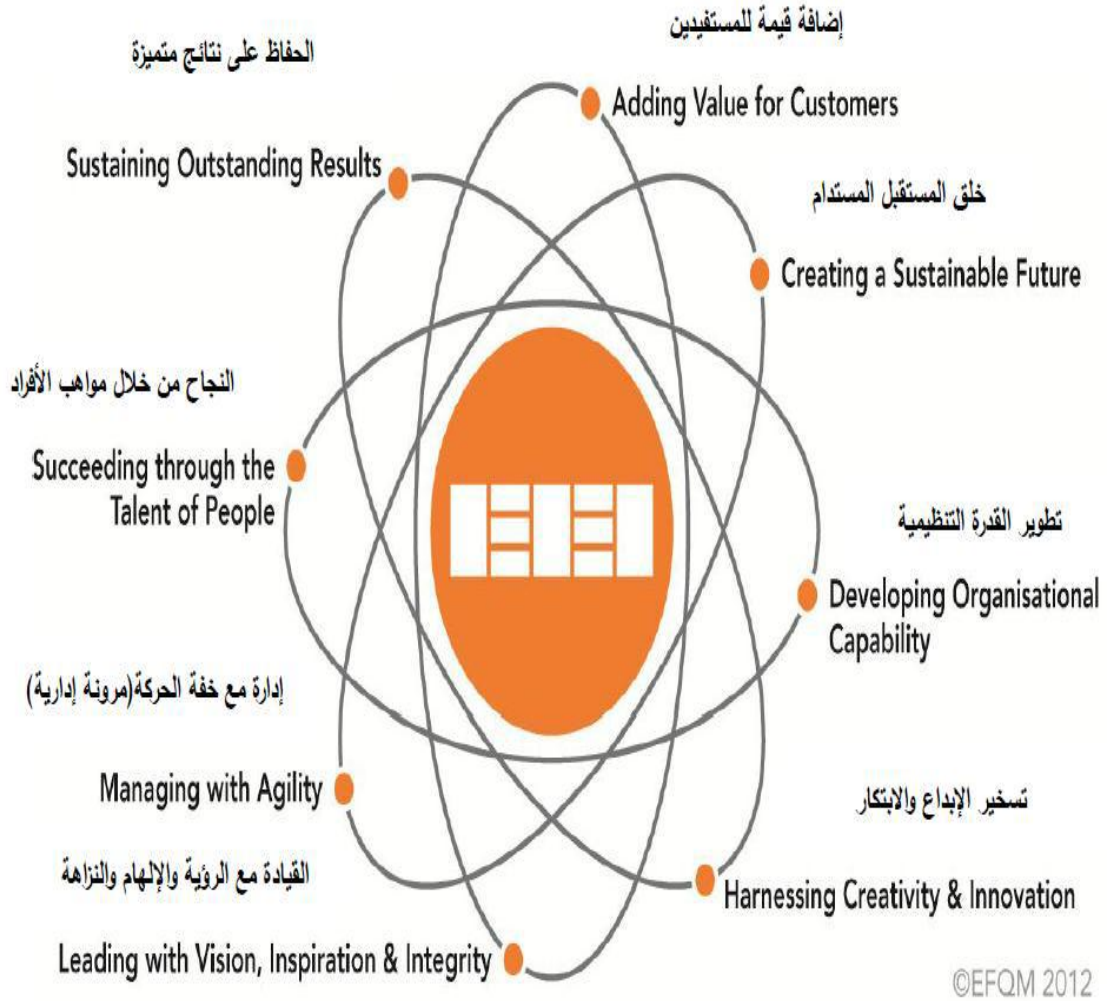 إضافة قيمة للمستفيدين
Adding Value for Customers
خلق المستقبل المستدام
Creating a Sustainable Future
تطوير القدرة التنظيمية
Developing Organisational
Capability
تسخير الإبداع والابتكار
Harnessing Creativity & Innovation
القيادة مع الرؤية والإلهام والنزاهة
Leading with Vision, Inspiration & Integrity
إدارة مع خفة الحركة(مرونة إدارية)
Managing with Agility
النجاح من خلال مواهب الأفراد
Succeeding through the
Talent of People
الحفاظ على نتائج متميزة
Sustaining Outstanding Results
©EFQM 2012